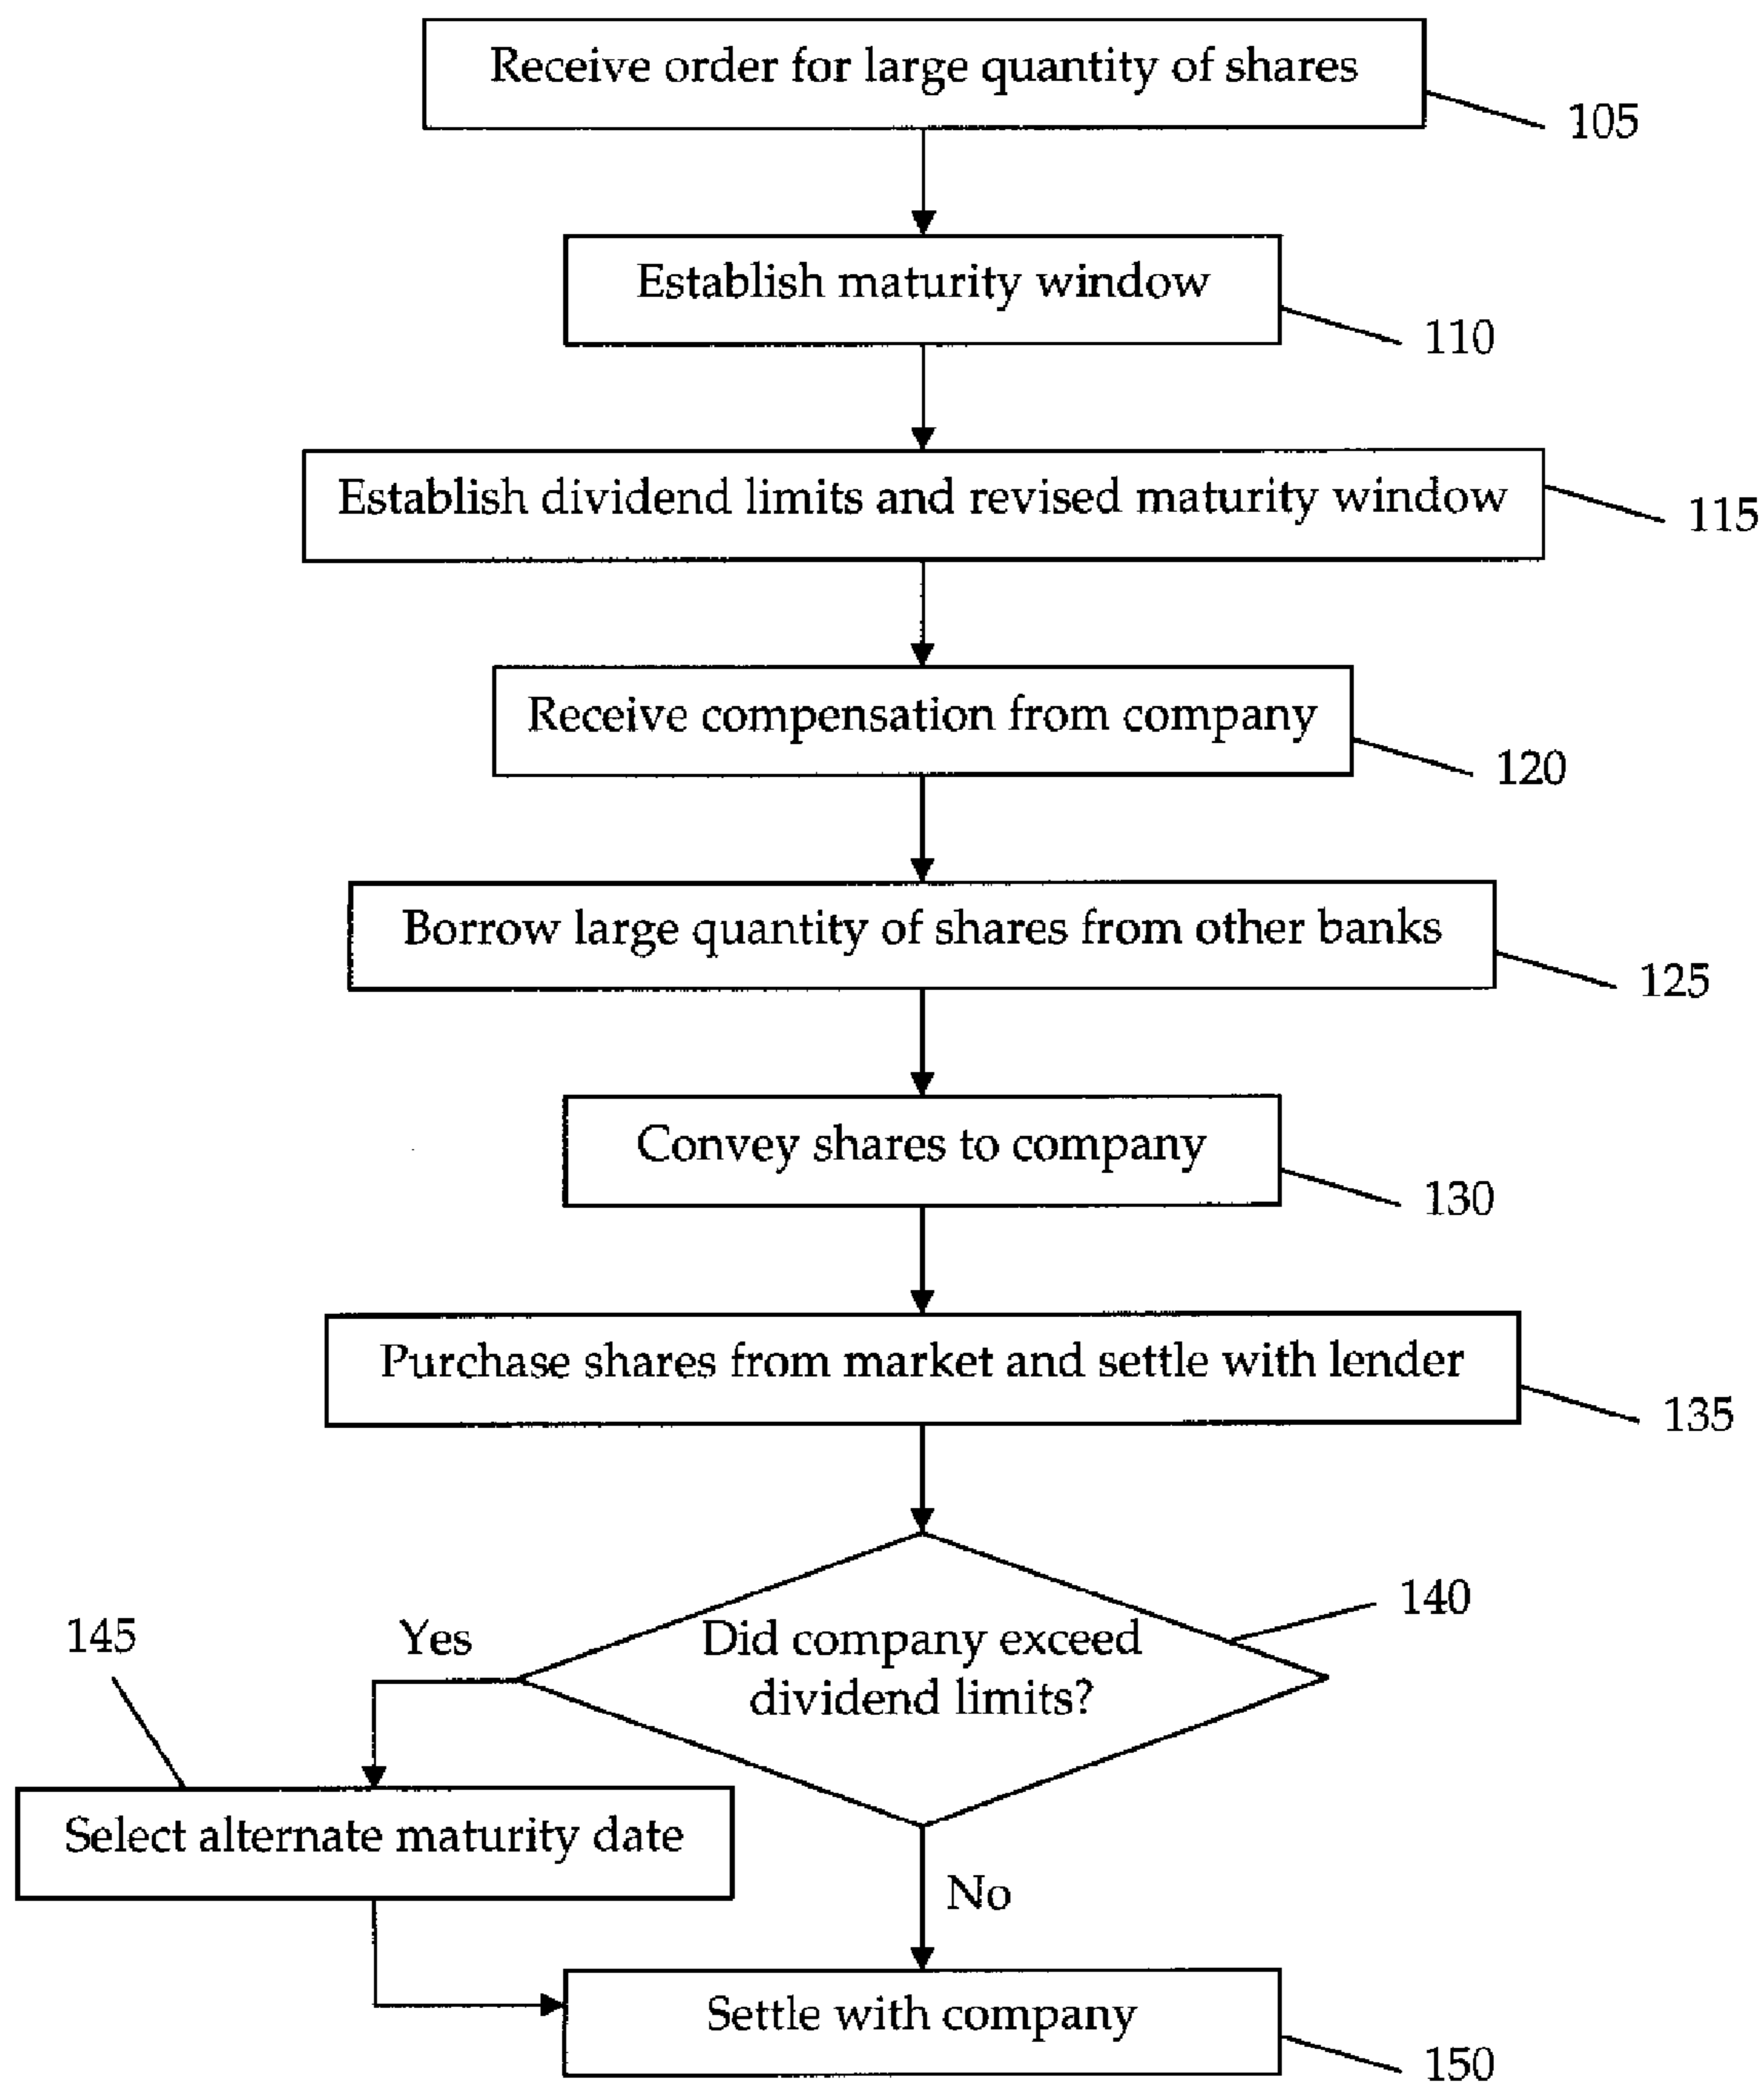 Receive order for large quantity of shares
105
Establish maturity window
110
Establish dividend limits and revised maturity window
115
Receive compensation from company
120
Borrow large quantity of shares from other banks
125
Convey shares to company
130
Purchase shares from market and settle with lender
135
140
Did company exceed
dividend limits?
Yes
145
Select alternate maturity date
No
Settle with company
150